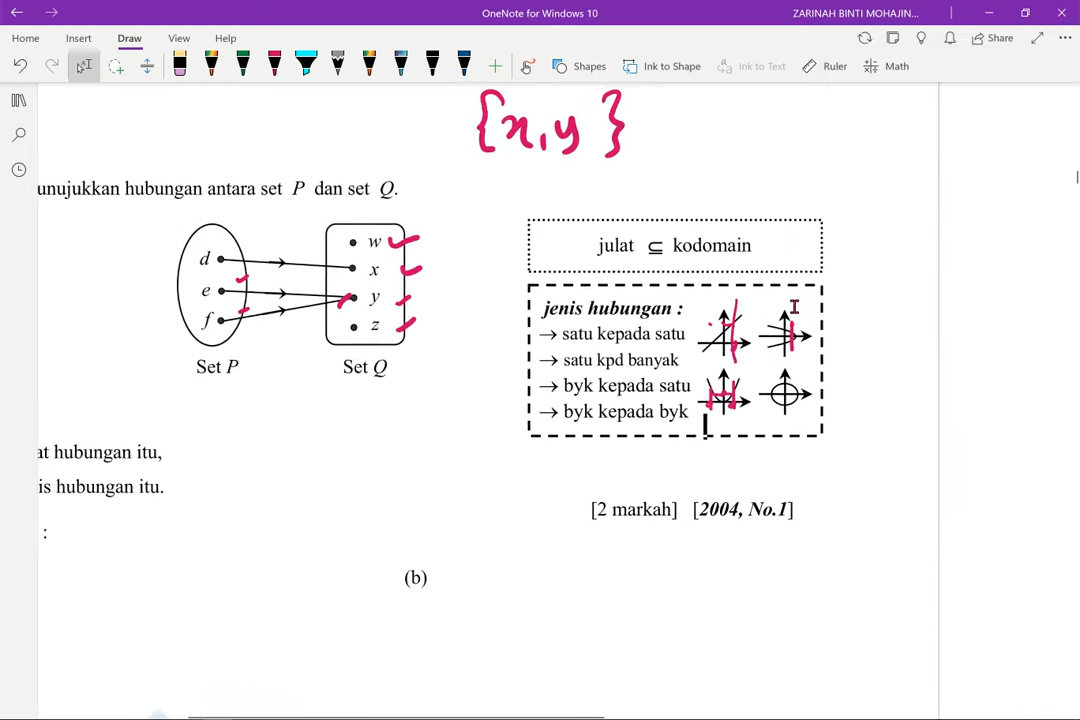 OneNote for Windows 10
ZARINAH BINTI MOHAJIN...
Home Insert Draw View Help
Share
Shapes Ink to Shape Ink to Text Ruler Math
{x,y}
unujukkan hubungan antara set P dan set Q.
d
e
f
w
x
y
z
Set P
Set Q
julat ⊆ kodomain
jenis hubungan :
→ satu kepada satu
→ satu kpd banyak
→ byk kepada satu
→ byk kepada byk
at hubungan itu,
is hubungan itu.
[2 markah] [2004, No.1]
:
(b)